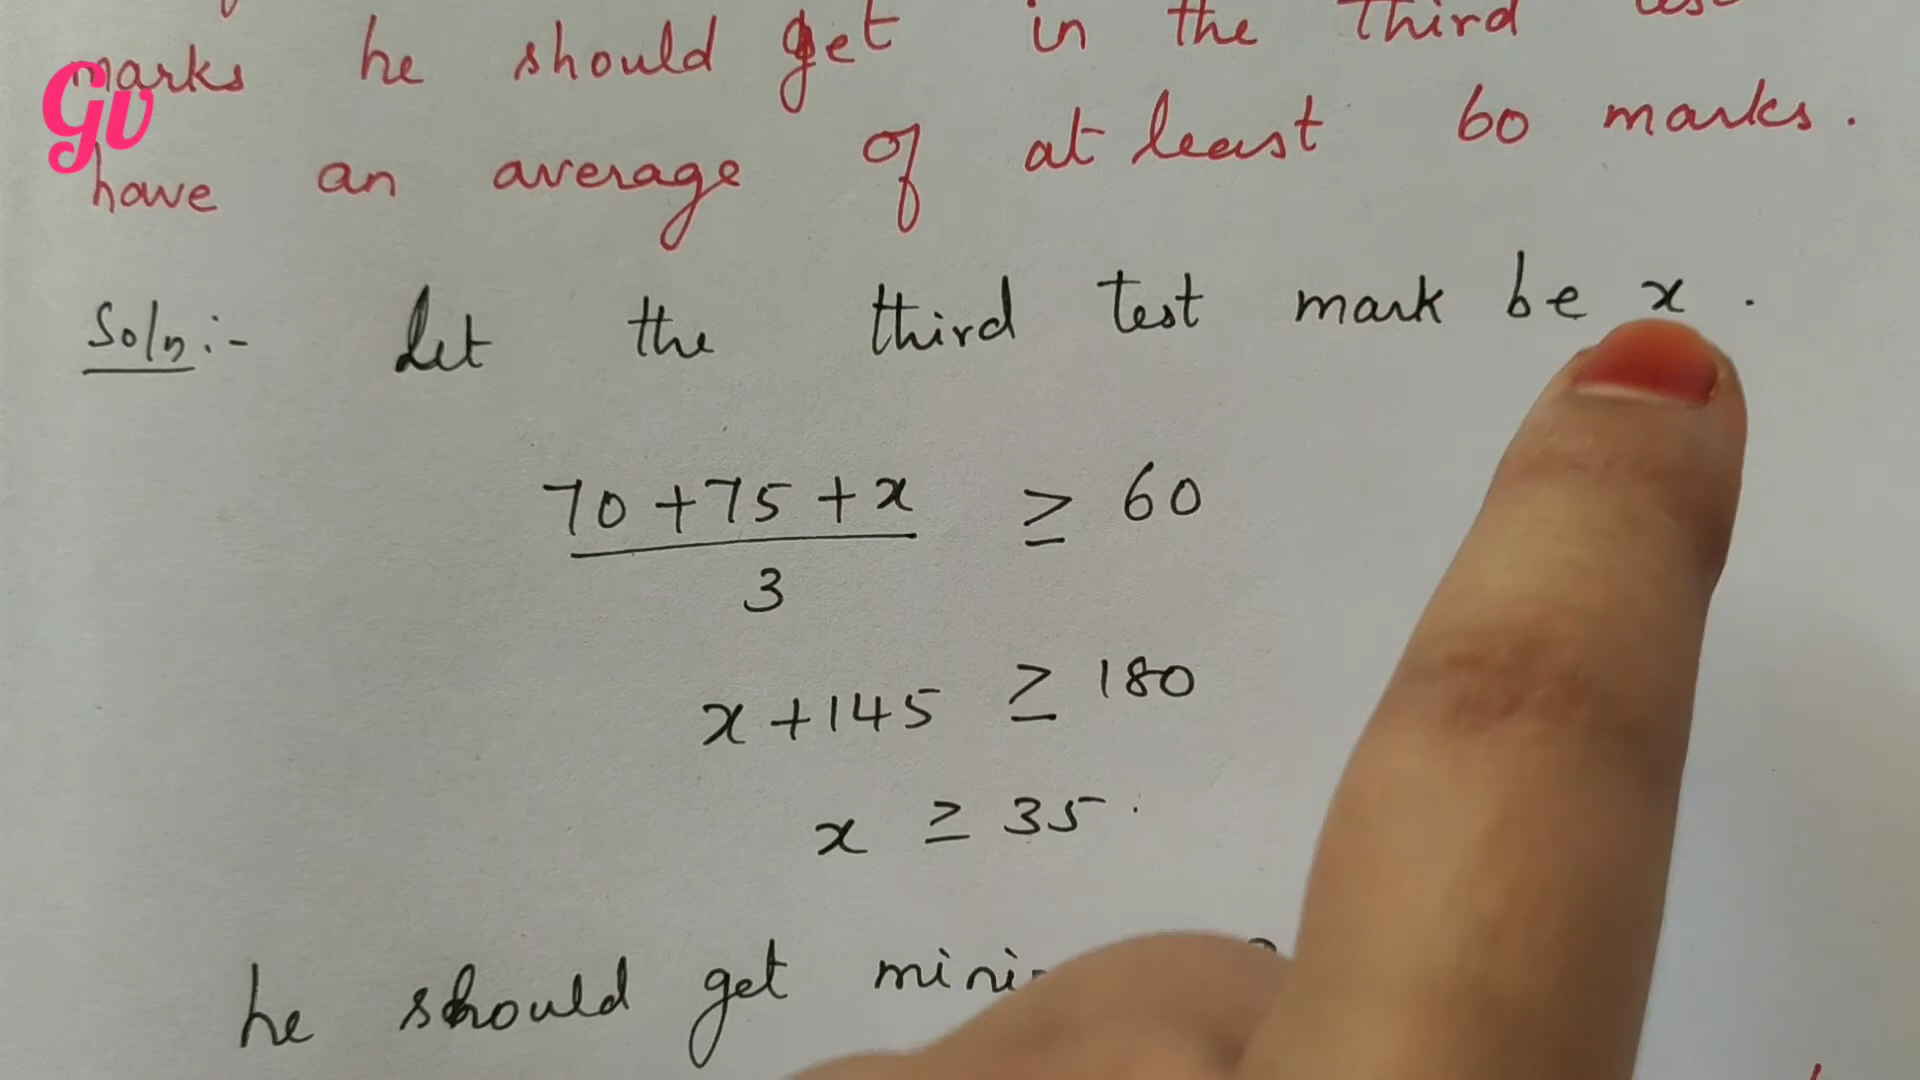 marks he should get in the third
GV
have an average of at least 60 marks.
Soln:- Let the third test mark be x.
70+75+x ≥ 60
3
x+145 ≥ 180
x ≥ 35.
he should get